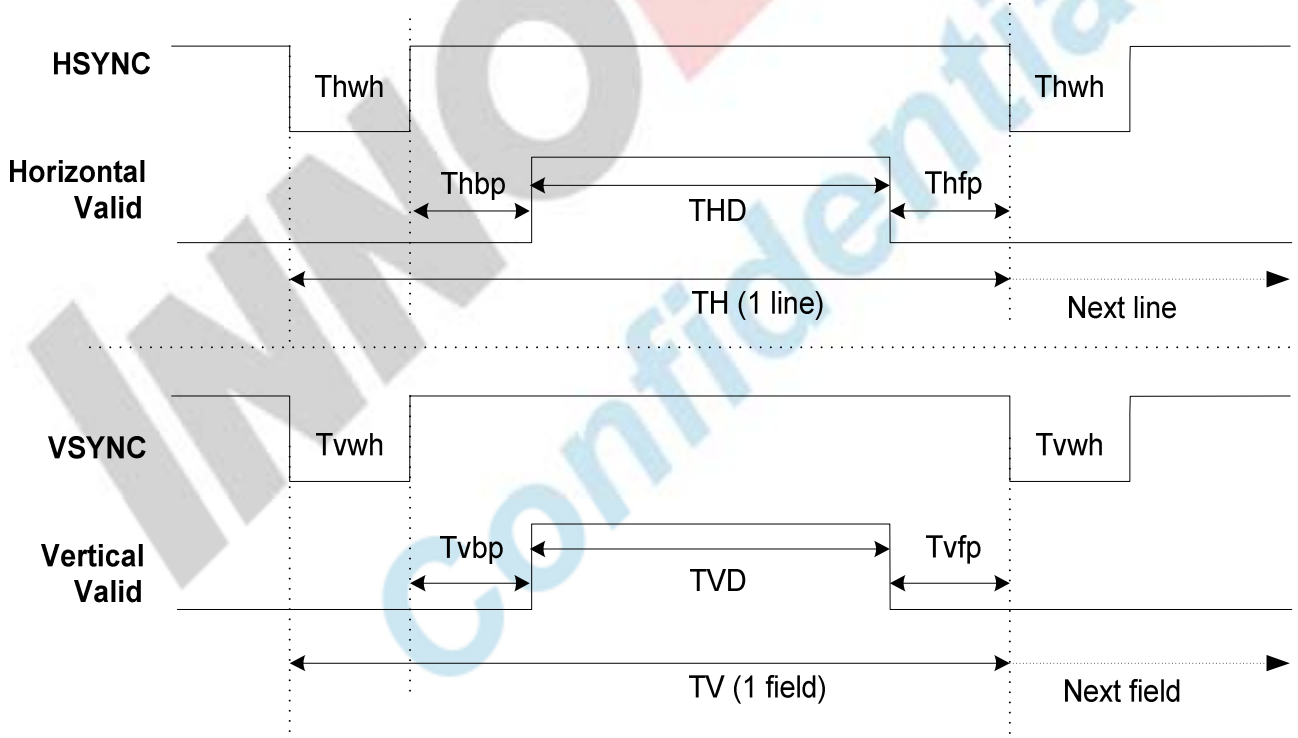 HSYNC
Thwh
Thwh
Horizontal
Valid
Thbp
THD
Thfp
TH (1 line)
Next line
VSYNC
Tvwh
Tvwh
Vertical
Valid
Tvbp
TVD
Tvfp
TV (1 field)
Next field
INNO
Confidential